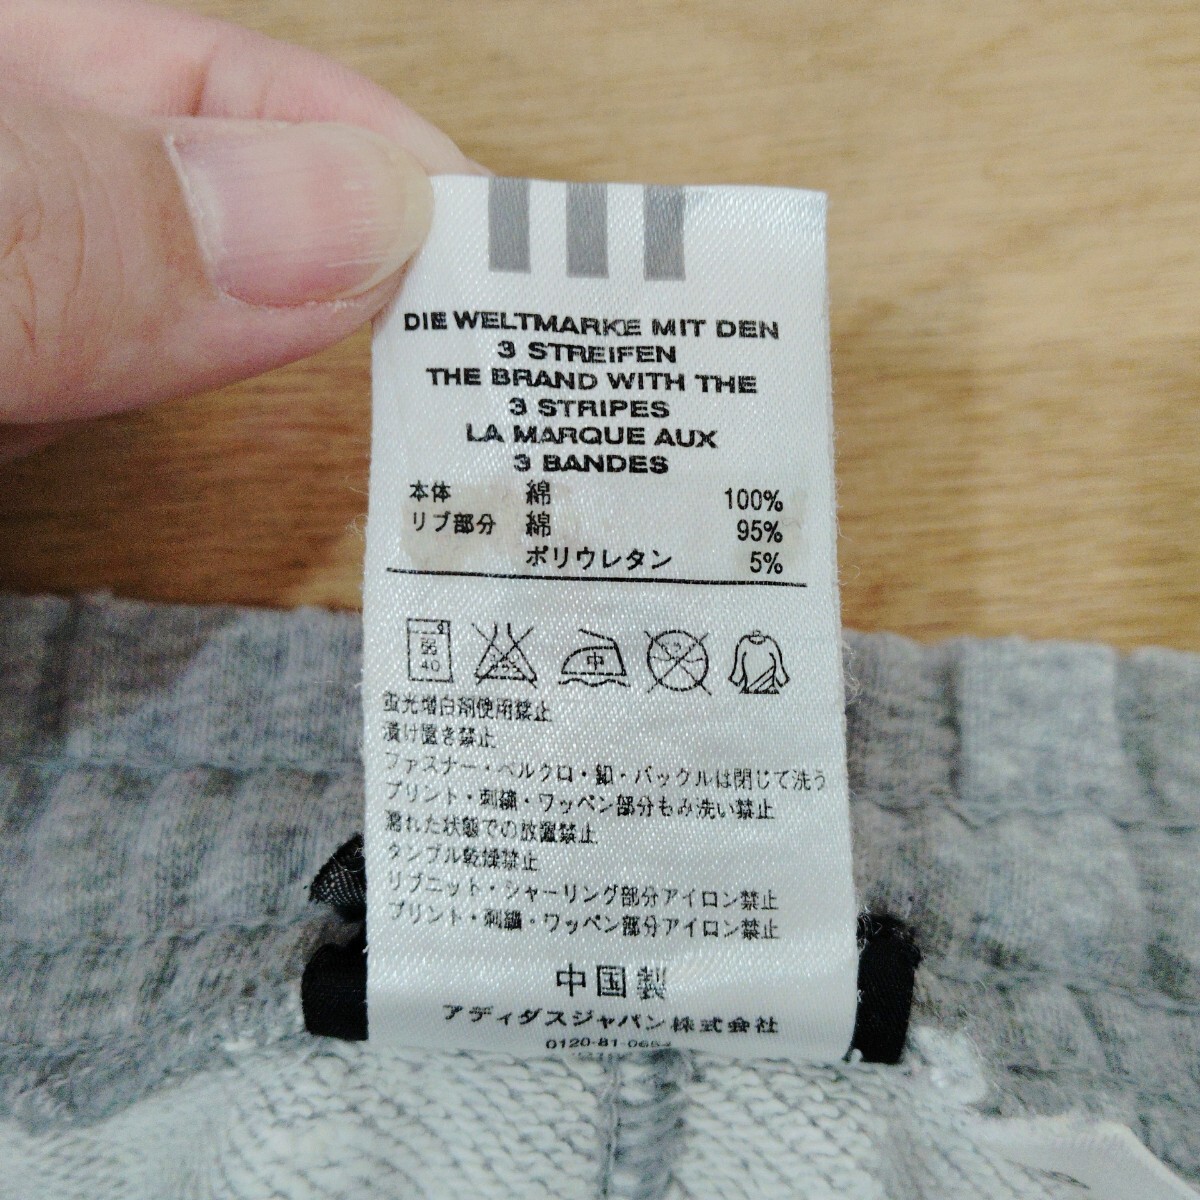 DIE WELTMARKE MIT DEN
3 STREIFEN
THE BRAND WITH THE
3 STRIPES
LA MARQUE AUX
3 BANDES
本体 綿 100%
リブ部分 綿 95%
ポリウレタン 5%
40 中
蛍光増白剤使用禁止
漬け置き禁止
ファスナー・ベルクロ・釦・バックルは閉じて洗う
プリント・刺繍・ワッペン部分もみ洗い禁止
濡れた状態での放置禁止
タンブル乾燥禁止
リブニット・シャーリング部分アイロン禁止
プリント・刺繍・ワッペン部分アイロン禁止
中国製
アディダスジャパン株式会社
0120-81-0654